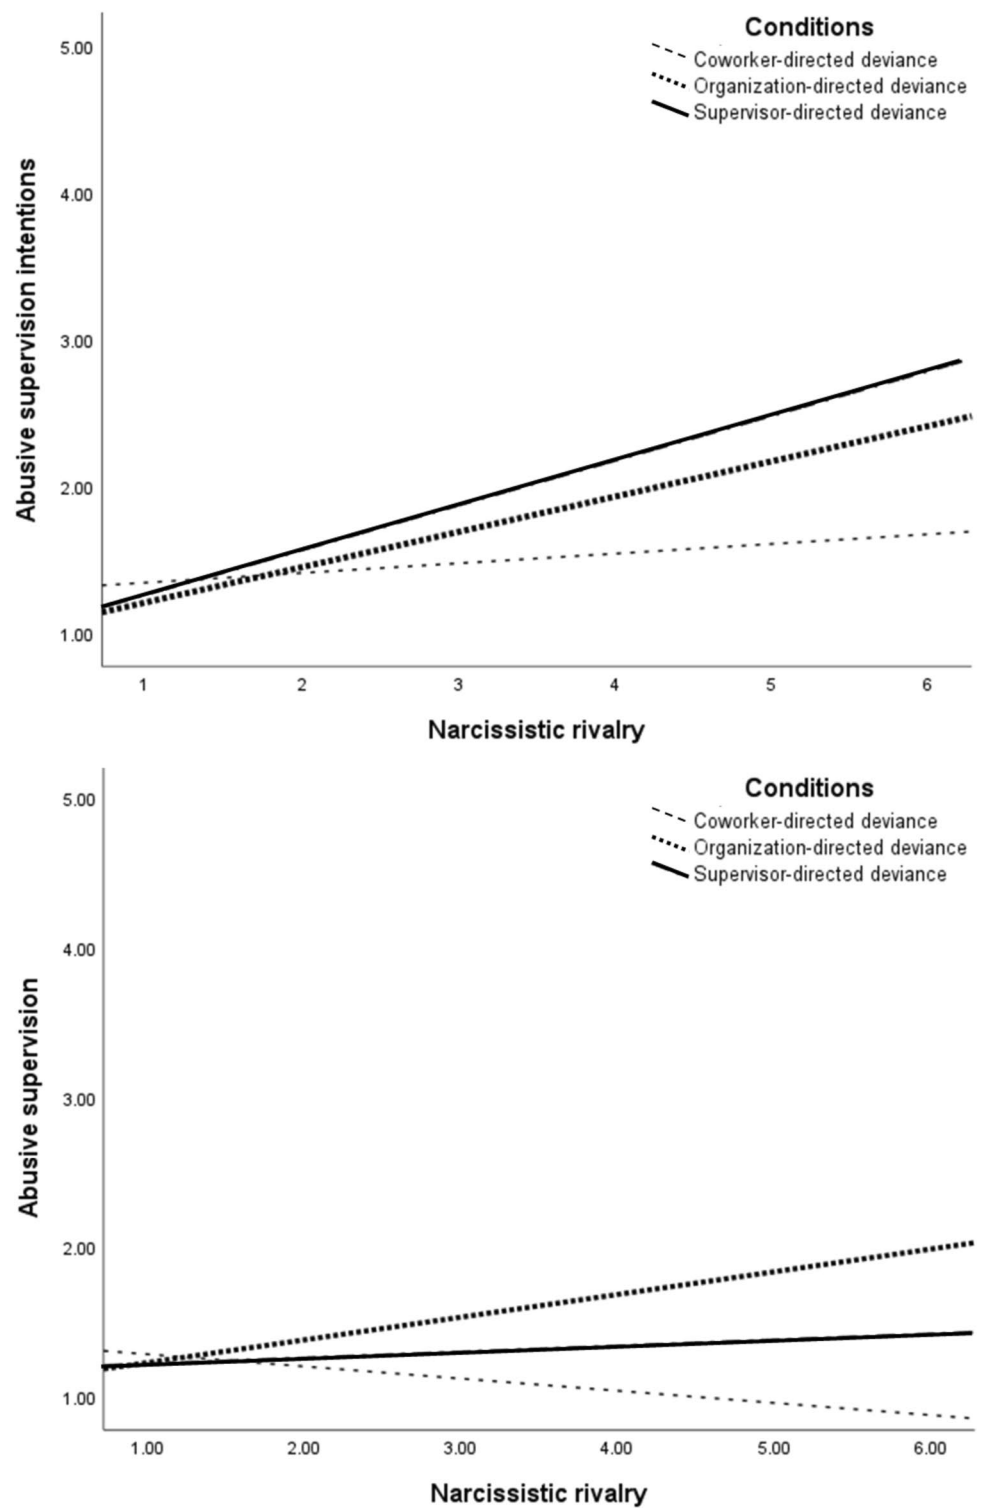 Conditions
Coworker-directed deviance
Organization-directed deviance
Supervisor-directed deviance
5.00
4.00
3.00
2.00
1.00
Abusive supervision intentions
1 2 3 4 5 6
Narcissistic rivalry
Conditions
Coworker-directed deviance
Organization-directed deviance
Supervisor-directed deviance
5.00
4.00
3.00
2.00
1.00
Abusive supervision
1.00 2.00 3.00 4.00 5.00 6.00
Narcissistic rivalry